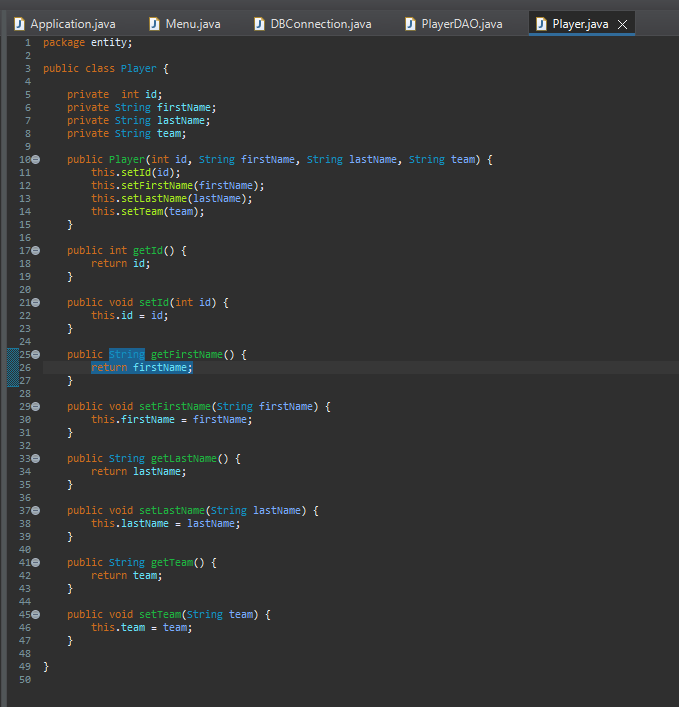 Application.java Menu.java DBConnection.java PlayerDAO.java Player.java
1 package entity;
2
3 public class Player {
4
5     private  int id;
6     private String firstName;
7     private String lastName;
8     private String team;
9
10     public Player(int id, String firstName, String lastName, String team) {
11         this.setId(id);
12         this.setFirstName(firstName);
13         this.setLastName(lastName);
14         this.setTeam(team);
15     }
16
17     public int getId() {
18         return id;
19     }
20
21     public void setId(int id) {
22         this.id = id;
23     }
24
25     public String getFirstName() {
26         return firstName;
27     }
28
29     public void setFirstName(String firstName) {
30         this.firstName = firstName;
31     }
32
33     public String getLastName() {
34         return lastName;
35     }
36
37     public void setLastName(String lastName) {
38         this.lastName = lastName;
39     }
40
41     public String getTeam() {
42         return team;
43     }
44
45     public void setTeam(String team) {
46         this.team = team;
47     }
48
49 }
50